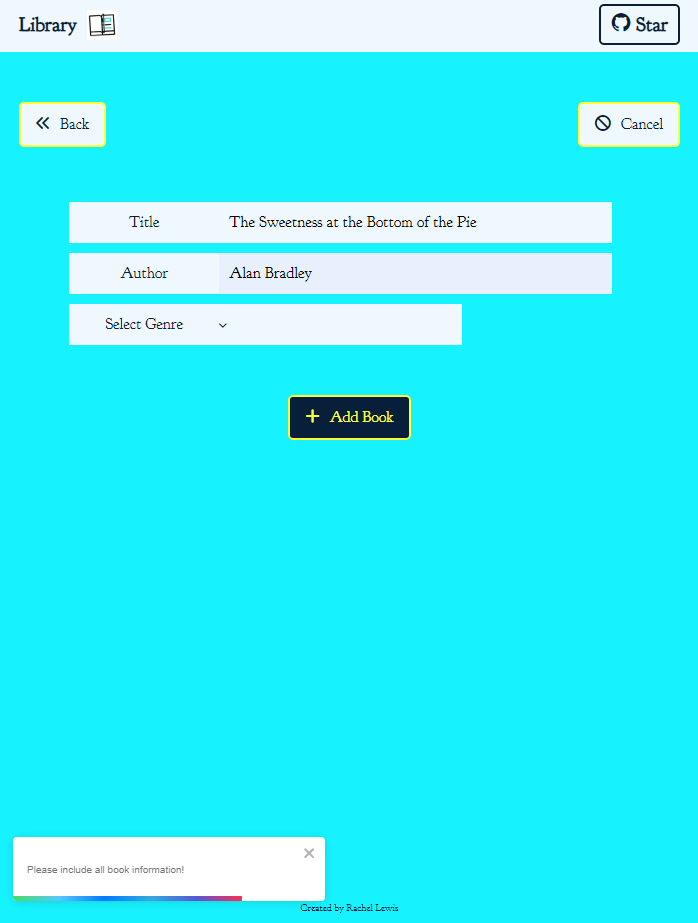 Library
Star
Back
Cancel
Title The Sweetness at the Bottom of the Pie
Author Alan Bradley
Select Genre
Add Book
Please include all book information!
Created by Rachel Lewis